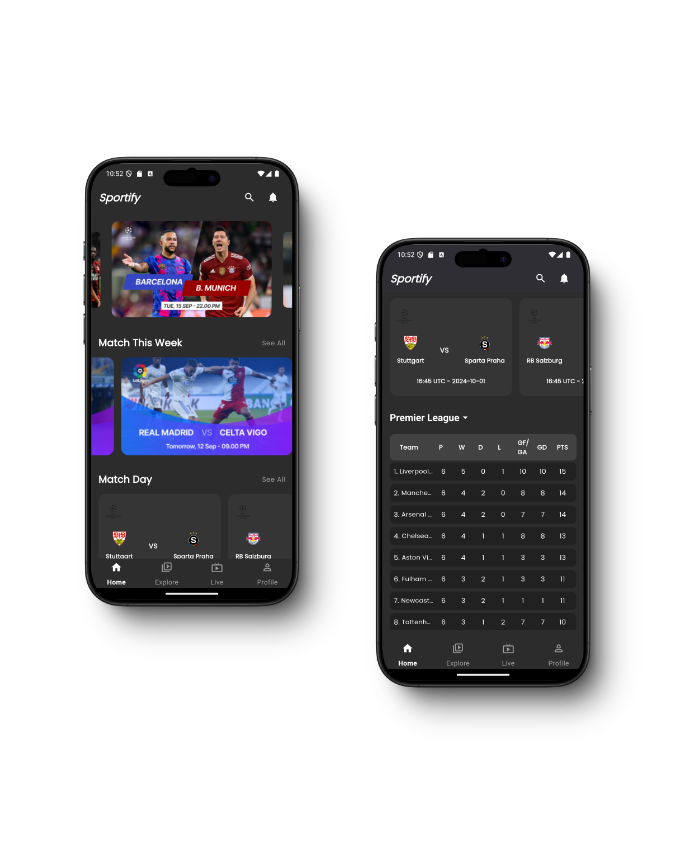 10:52
Sportify
BARCELONA
B. MUNICH
TUE, 15 SEP - 22.00 PM
Match This Week
See All
REAL MADRID VS CELTA VIGO
Tomorrow, 12 Sep - 09.00 PM
Match Day
See All
VS
Stuttgart
Sparta Praha
RB Salzburg
Home
Explore
Live
Profile
10:52
Sportify
VS
Stuttgart
Sparta Praha
RB Salzburg
16:45 UTC - 2024-10-01
16:45 UTC - 2
Premier League
Team P W D L GF/GA GD PTS
1. Liverpool... 6 5 0 1 10 10 15
2. Manche... 6 4 2 0 8 8 14
3. Arsenal ... 6 4 2 0 7 7 14
4. Chelsea... 6 4 1 1 8 8 13
5. Aston Vi... 6 4 1 1 3 3 13
6. Fulham ... 6 3 2 1 3 3 11
7. Newcast... 6 3 2 1 1 1 11
8. Tottenh... 6 3 1 2 7 7 10
Home
Explore
Live
Profile